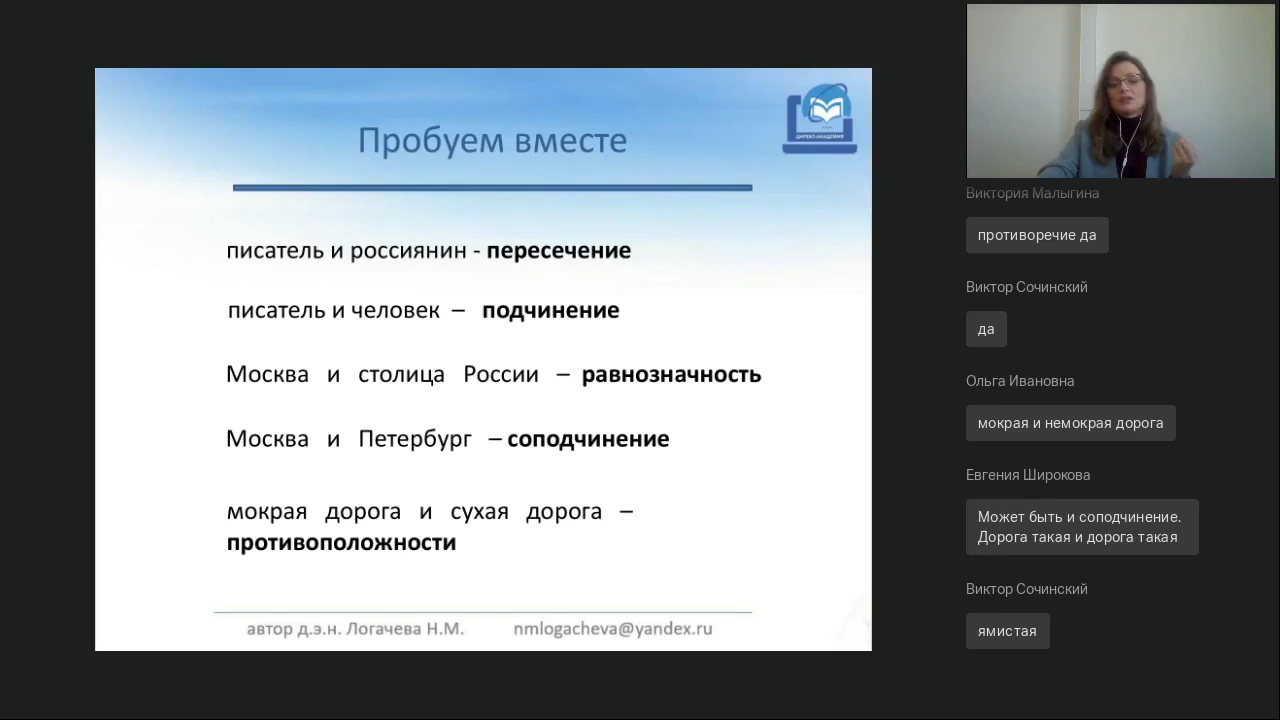 Пробуем вместе
ДИРЕКТ-АКАДЕМИЯ
писатель и россиянин - пересечение
писатель и человек – подчинение
Москва и столица России – равнозначность
Москва и Петербург – соподчинение
мокрая дорога и сухая дорога –
противоположности
автор д.э.н. Логачева Н.М. nmlogacheva@yandex.ru
Виктория Малыгина
противоречие да
Виктор Сочинский
да
Ольга Ивановна
мокрая и немокрая дорога
Евгения Широкова
Может быть и соподчинение.
Дорога такая и дорога такая
Виктор Сочинский
ямистая